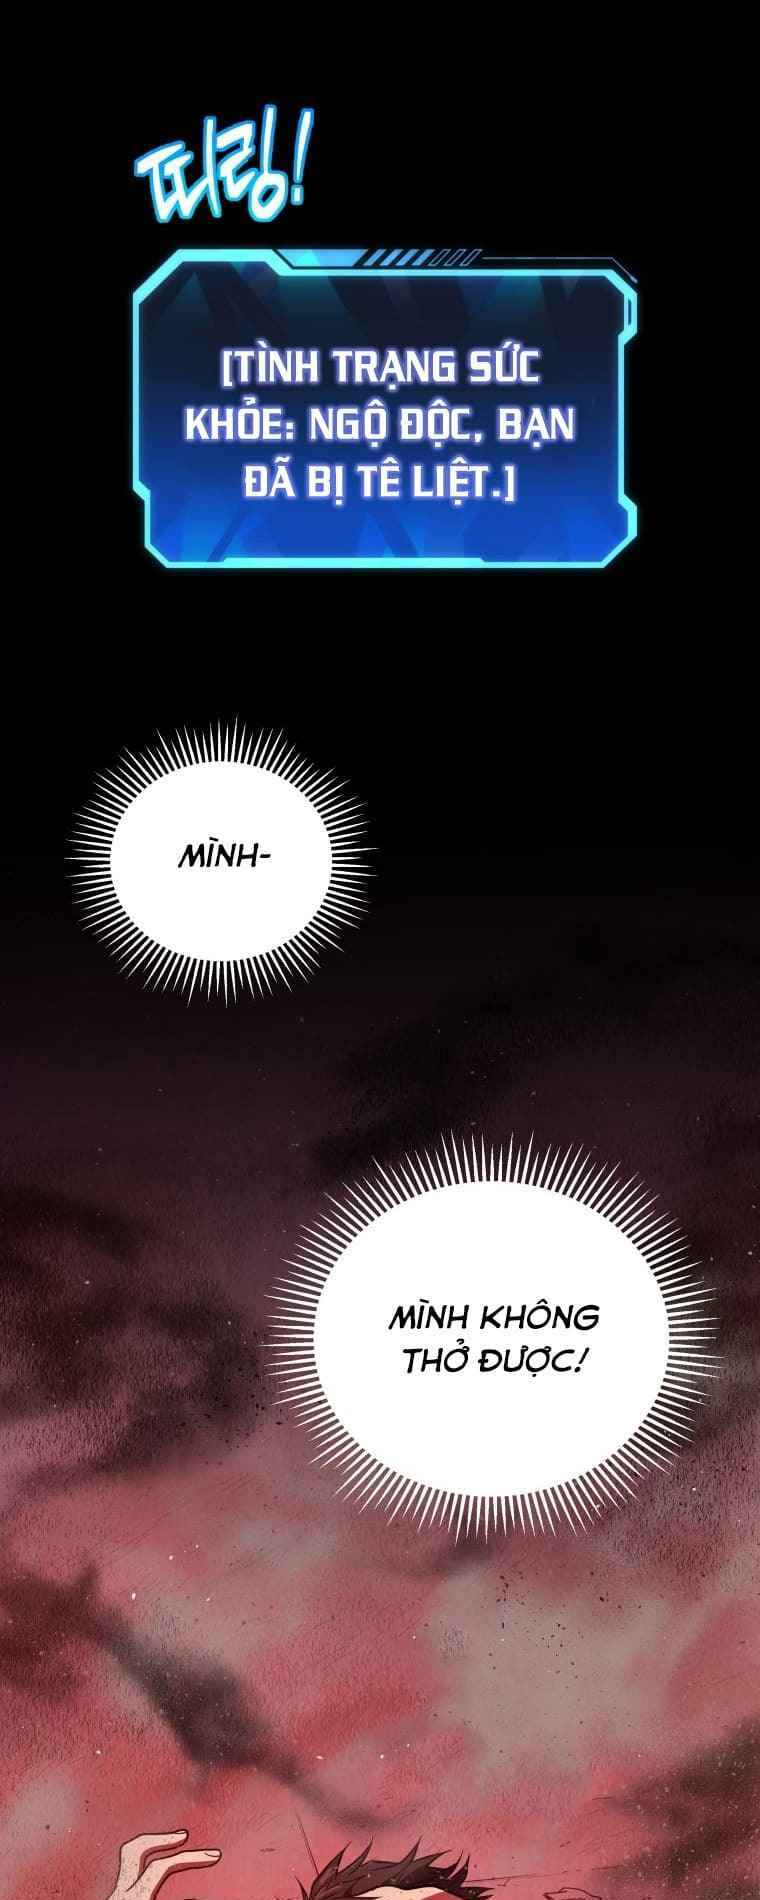 띠링!
[TÌNH TRẠNG SỨC
KHỎE: NGỘ ĐỘC, BẠN
ĐÃ BỊ TÊ LIỆT.]
MÌNH-
MÌNH KHÔNG
THỞ ĐƯỢC!